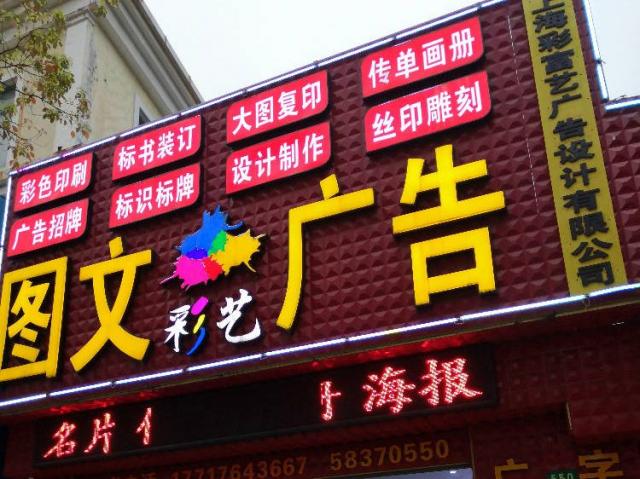 彩色印刷
标书装订
大图复印
传单画册
广告招牌
标识标牌
设计制作
丝印雕刻
图文
彩艺
广告
上海彩富艺广告设计有限公司
名片
海报
17717643667 58370550
广 字
550